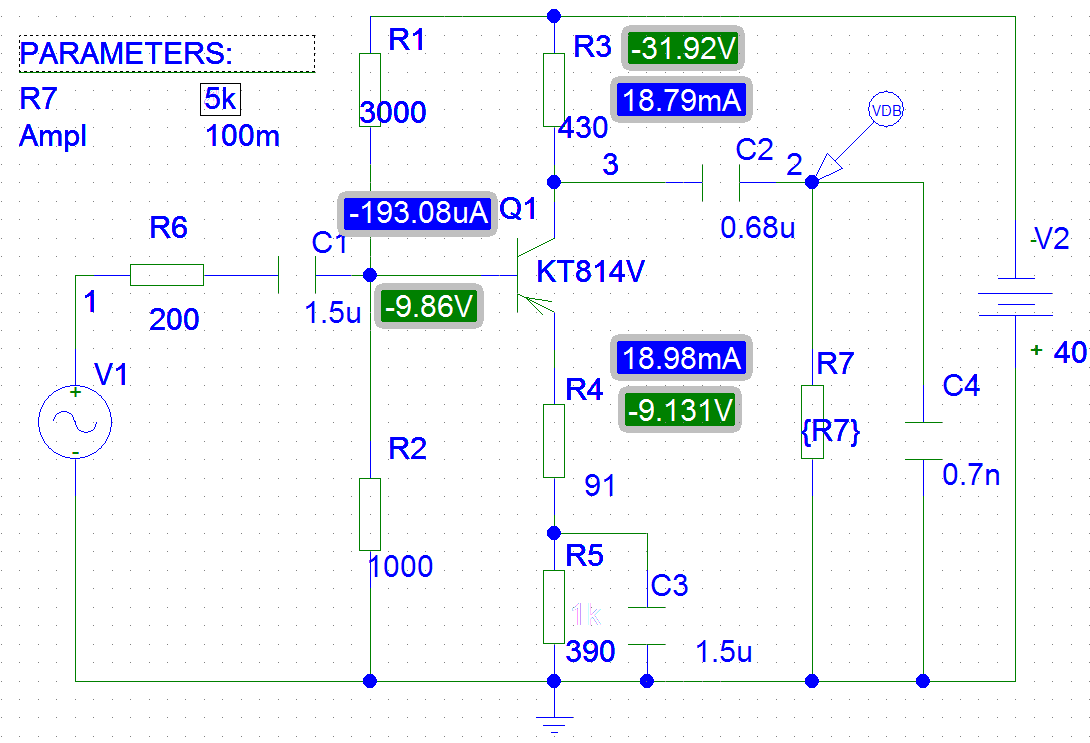 PARAMETERS:
R7 5k
Ampl 100m
R1
3000
R3
430
-31.92V
18.79mA
VDB
3
C2
2
0.68u
-193.08uA
Q1
KT814V
R6
200
1
C1
1.5u
-9.86V
V1
+
-
-V2
+ 40
18.98mA
-9.131V
R4
91
R7
{R7}
C4
0.7n
R2
1000
R5
1k
390
C3
1.5u